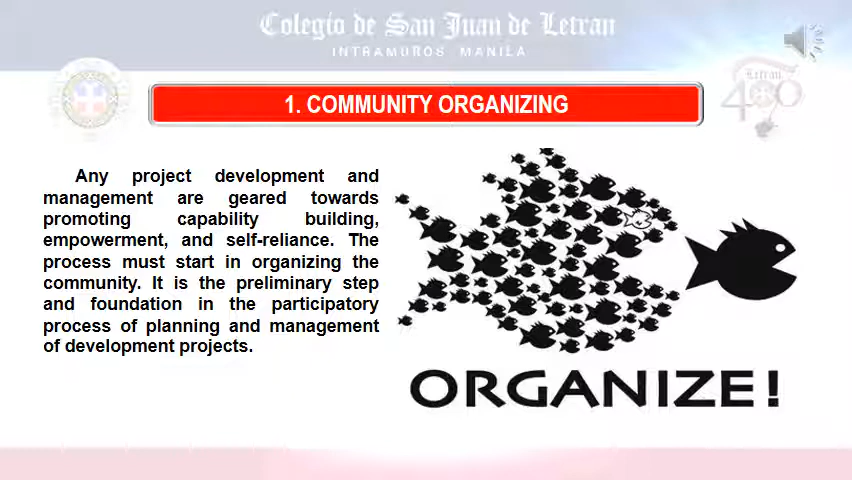 Colegio de San Juan de Letran
INTRAMUROS MANILA
Letran
400
1. COMMUNITY ORGANIZING
Any project development and
management are geared towards
promoting capability building,
empowerment, and self-reliance. The
process must start in organizing the
community. It is the preliminary step
and foundation in the participatory
process of planning and management
of development projects.
ORGANIZE!